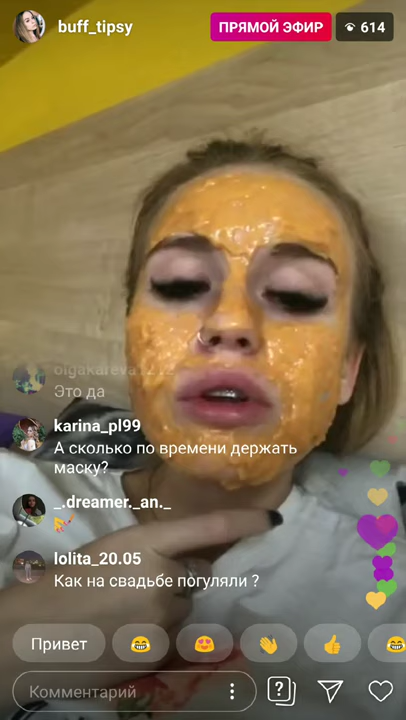 buff_tipsy
ПРЯМОЙ ЭФИР
614
olgakareva1212
Это да
karina_pl99
А сколько по времени держать
маску?
_.dreamer._an._
lolita_20.05
Как на свадьбе погуляли ?
Привет
Комментарий